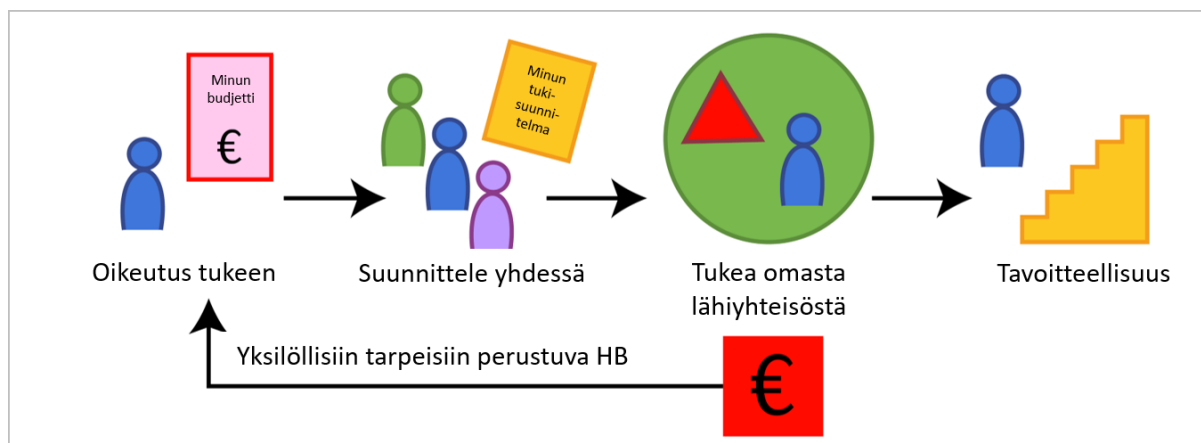 Minun
budjetti
€
Minun
tuki-
suunni-
telma
Oikeutus tukeen
Suunnittele yhdessä
Tukea omasta
lähiyhteisöstä
Tavoitteellisuus
Yksilöllisiin tarpeisiin perustuva HB
€